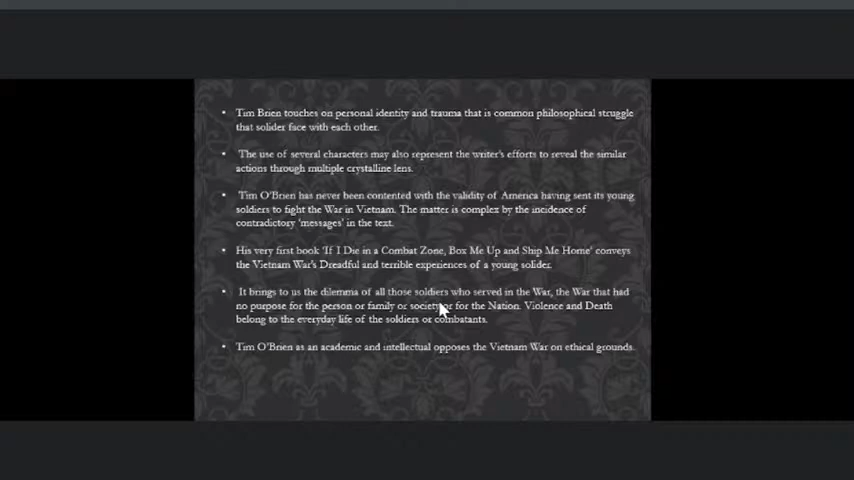 • Tim Brien touches on personal identity and trauma that is common philosophical struggle
that solider face with each other.
• The use of several characters may also represent the writer's efforts to reveal the similar
actions through multiple crystalline lens.
• Tim O'Brien has never been contented with the validity of America having sent its young
soldiers to fight the War in Vietnam. The matter is complex by the incidence of
contradictory 'messages' in the text.
• His very first book 'If I Die in a Combat Zone, Box Me Up and Ship Me Home' conveys
the Vietnam War's Dreadful and terrible experiences of a young solider.
• It brings to us the dilemma of all those soldiers who served in the War, the War that had
no purpose for the person or family or society or for the Nation. Violence and Death
belong to the everyday life of the soldiers or combatants.
• Tim O'Brien as an academic and intellectual opposes the Vietnam War on ethical grounds.